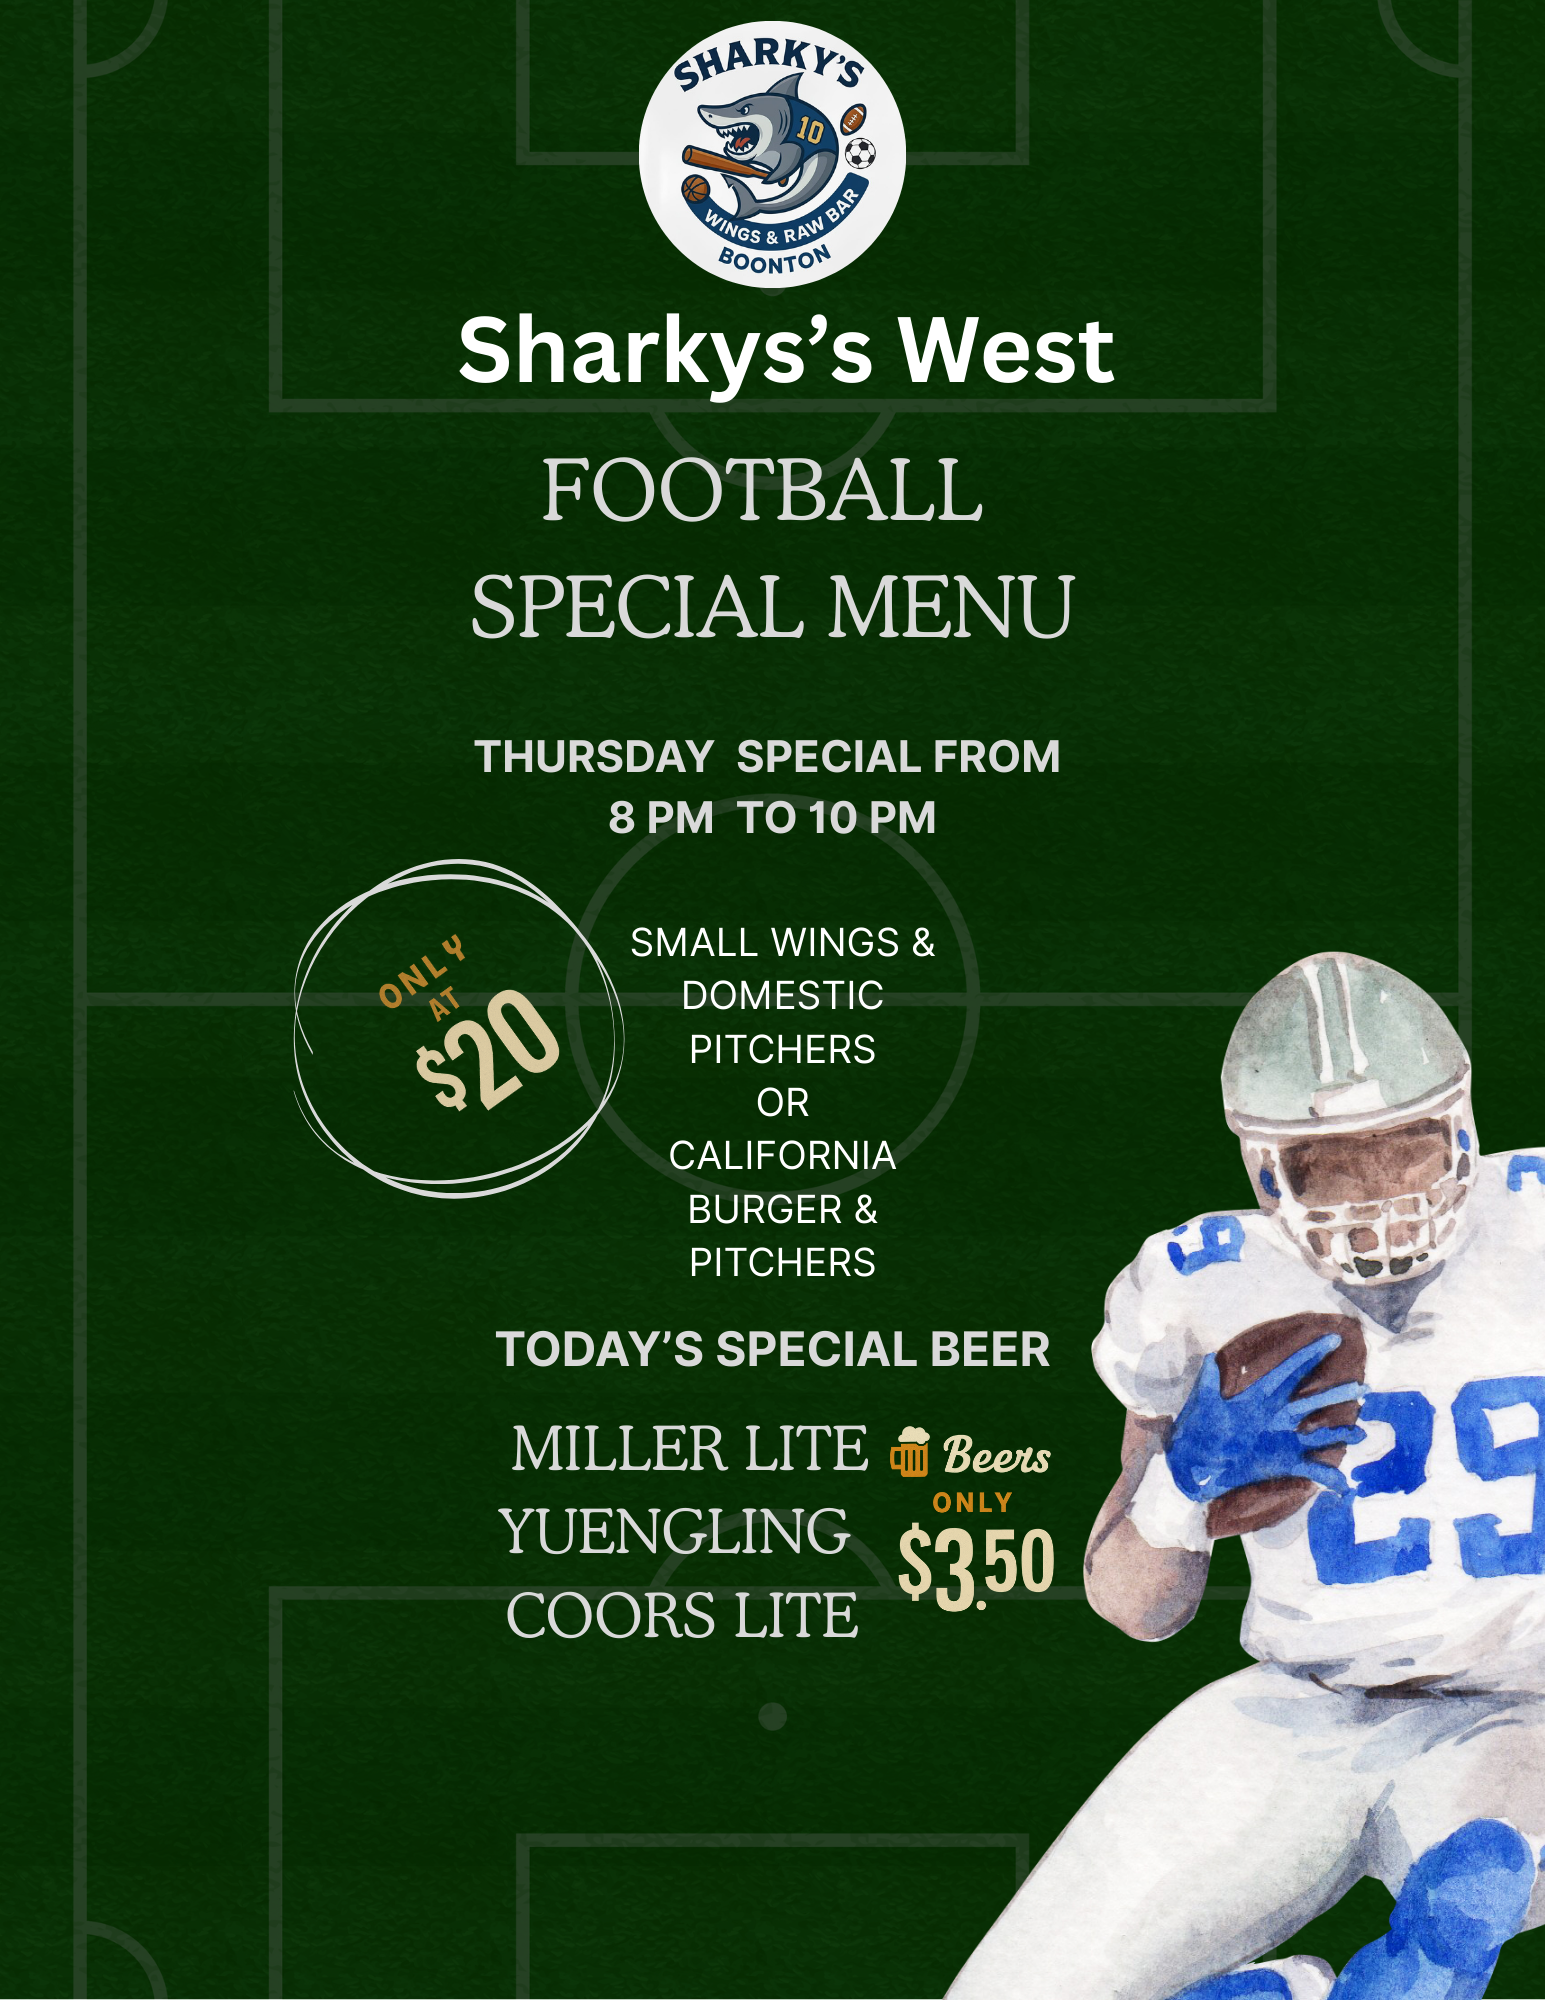 SHARKY'S
10
WINGS & RAW BAR
BOONTON
Sharkys’s West
FOOTBALL
SPECIAL MENU
THURSDAY  SPECIAL FROM
8 PM  TO 10 PM
ONLY
AT
$20
SMALL WINGS &
DOMESTIC
PITCHERS
OR
CALIFORNIA
BURGER &
PITCHERS
TODAY’S SPECIAL BEER
MILLER LITE
YUENGLING
COORS LITE
Beers
ONLY
$3.50
9
29